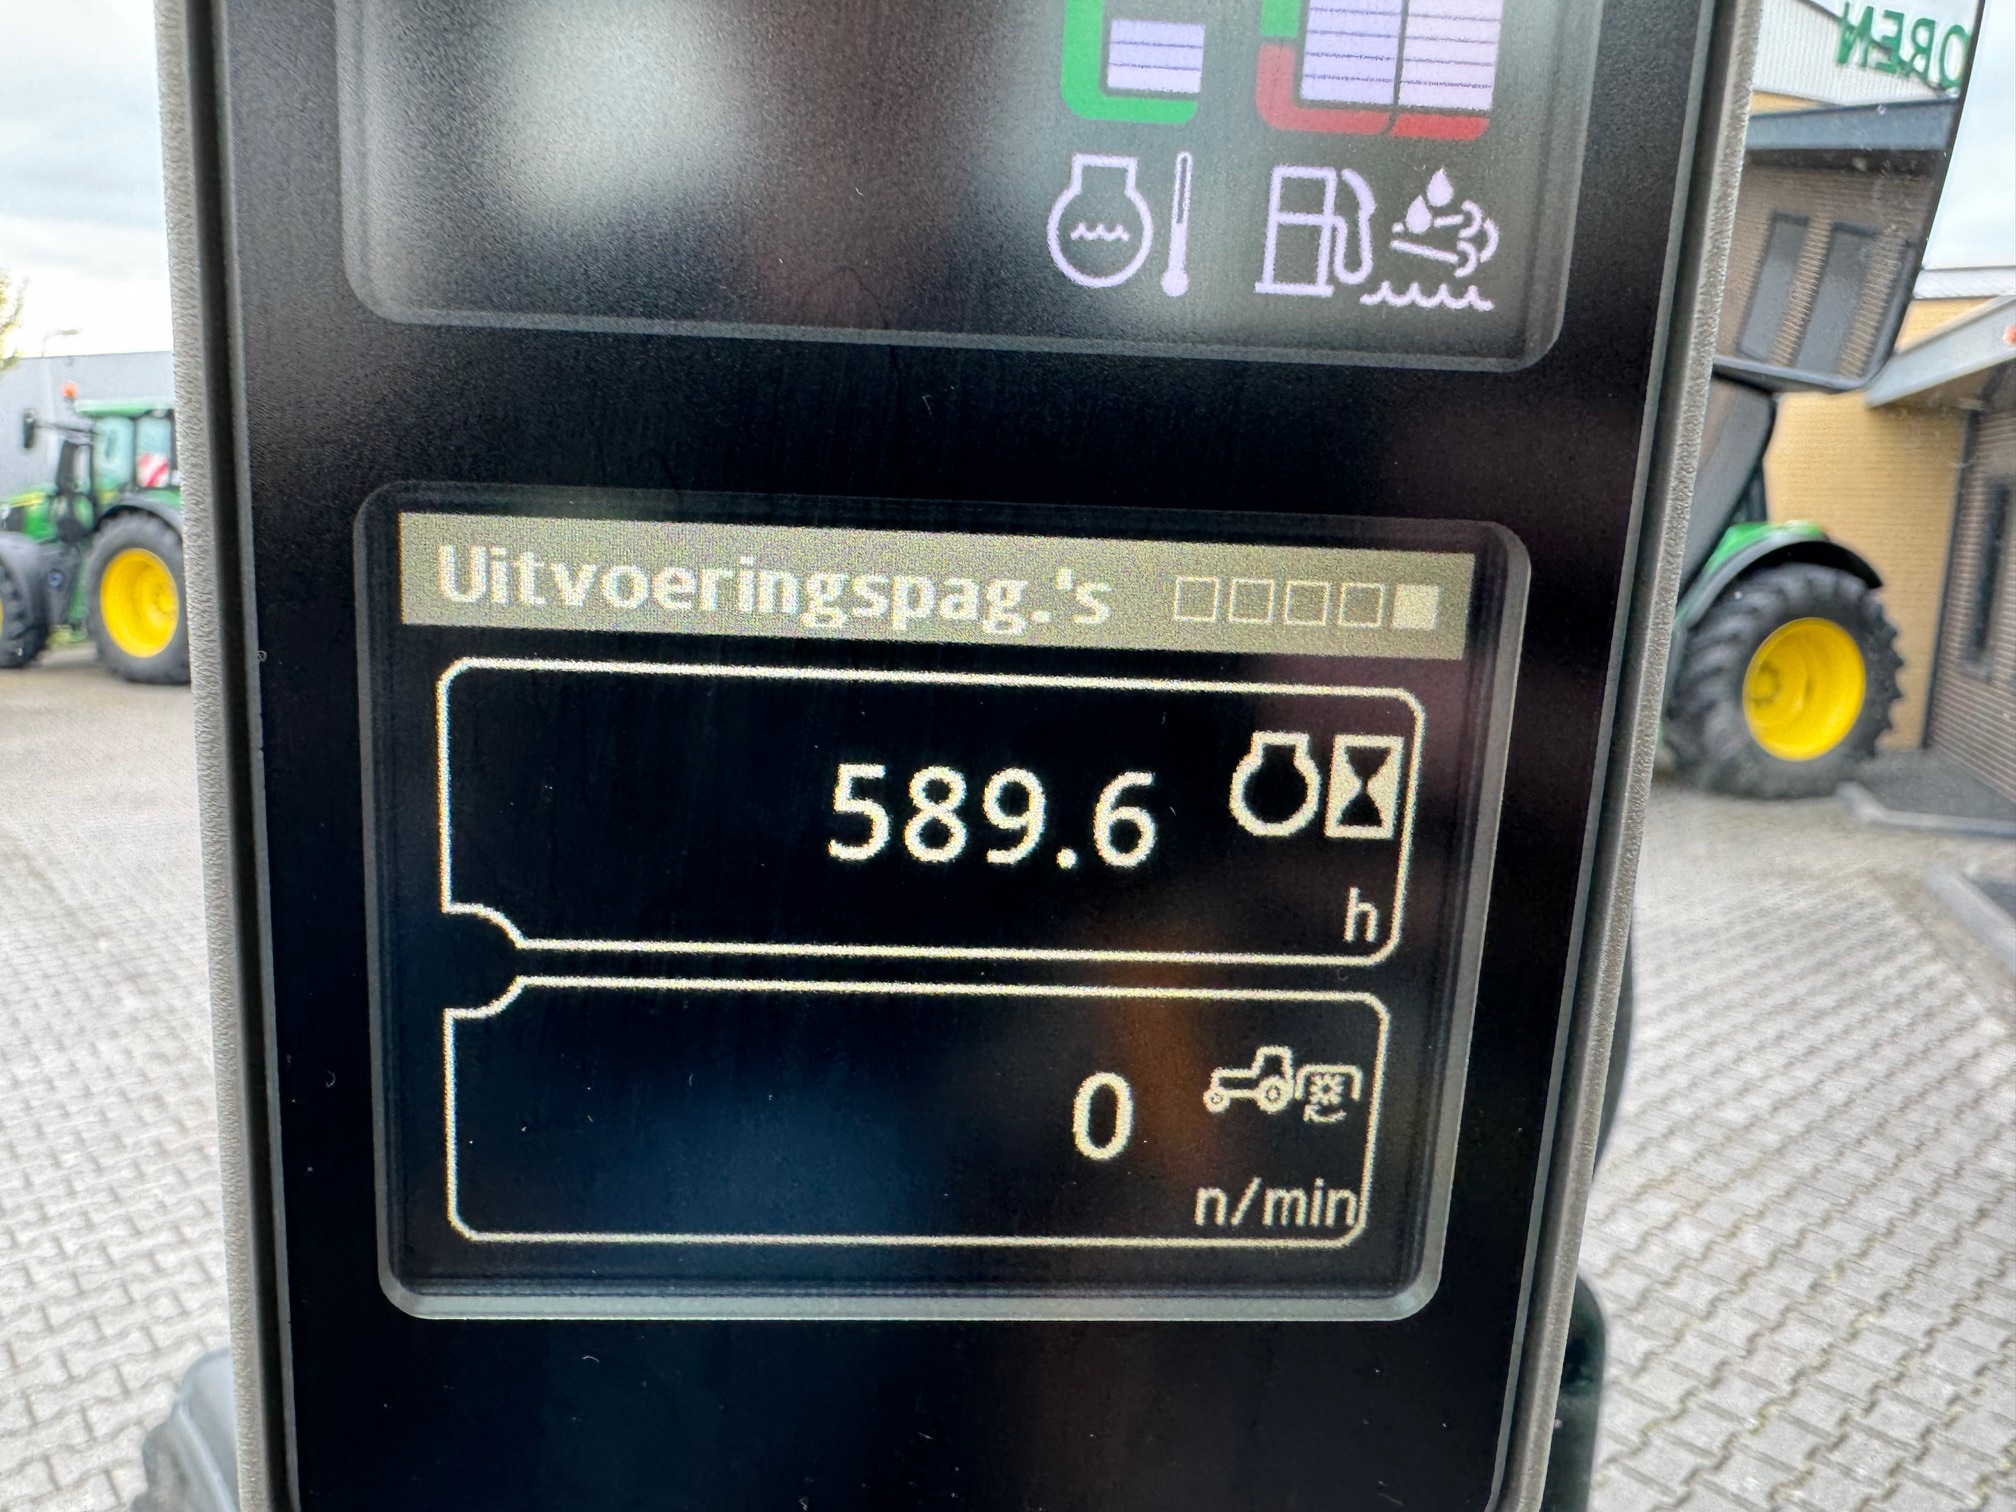 Uitvoeringspag.'s
589.6
h
0
n/min